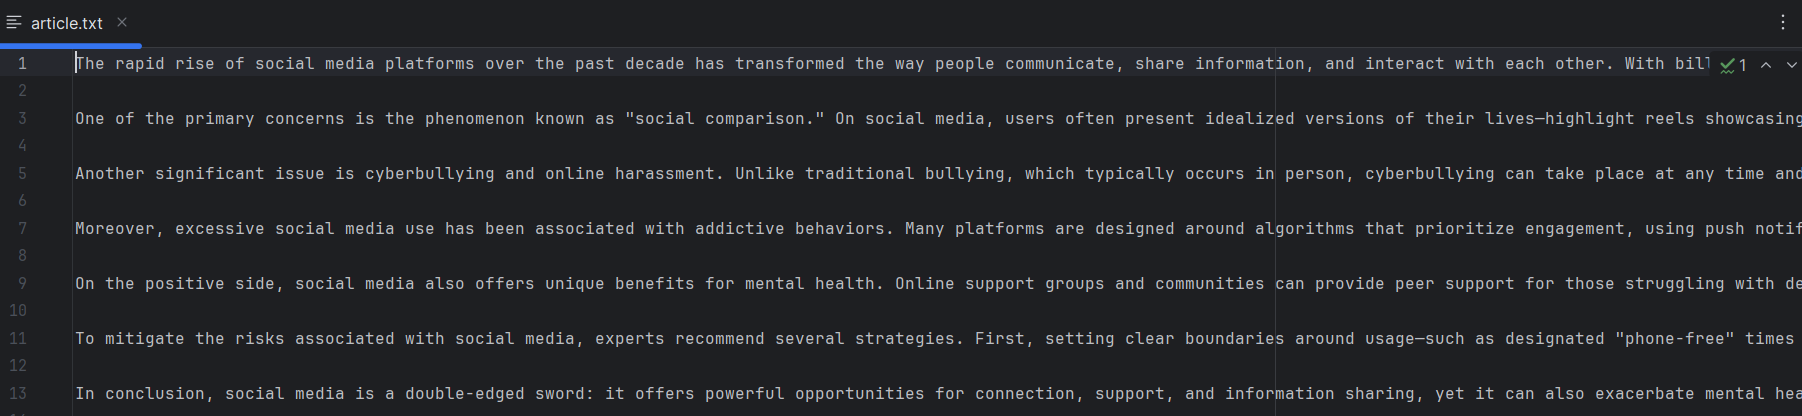 article.txt
1 The rapid rise of social media platforms over the past decade has transformed the way people communicate, share information, and interact with each other. With bill 1
2
3 One of the primary concerns is the phenomenon known as "social comparison." On social media, users often present idealized versions of their lives—highlight reels showcasing
4
5 Another significant issue is cyberbullying and online harassment. Unlike traditional bullying, which typically occurs in person, cyberbullying can take place at any time and
6
7 Moreover, excessive social media use has been associated with addictive behaviors. Many platforms are designed around algorithms that prioritize engagement, using push notif
8
9 On the positive side, social media also offers unique benefits for mental health. Online support groups and communities can provide peer support for those struggling with de
10
11 To mitigate the risks associated with social media, experts recommend several strategies. First, setting clear boundaries around usage—such as designated "phone-free" times
12
13 In conclusion, social media is a double-edged sword: it offers powerful opportunities for connection, support, and information sharing, yet it can also exacerbate mental hea